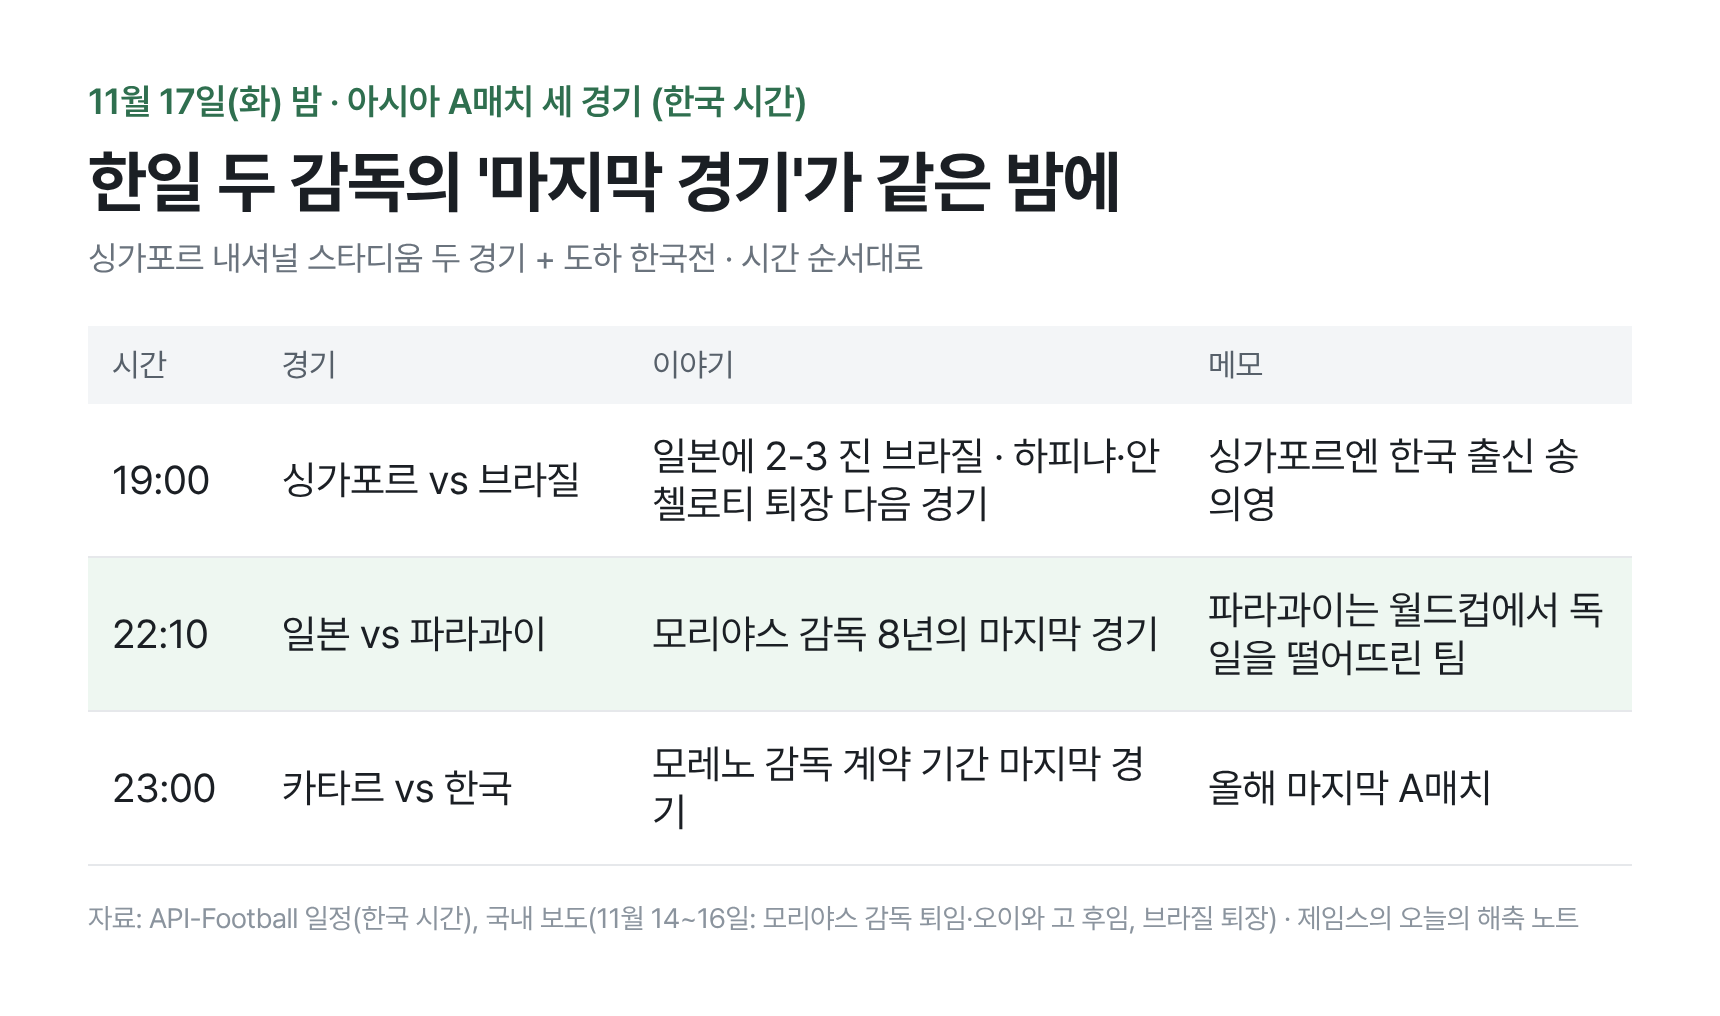 11월 17일(화) 밤 · 아시아 A매치 세 경기 (한국 시간)
한일 두 감독의 '마지막 경기'가 같은 밤에
싱가포르 내셔널 스타디움 두 경기 + 도하 한국전 · 시간 순서대로
시간 경기 이야기 메모
19:00 싱가포르 vs 브라질 일본에 2-3 진 브라질 · 하피냐·안
첼로티 퇴장 다음 경기 싱가포르엔 한국 출신 송
의영
22:10 일본 vs 파라과이 모리야스 감독 8년의 마지막 경기 파라과이는 월드컵에서 독
일을 떨어뜨린 팀
23:00 카타르 vs 한국 모레노 감독 계약 기간 마지막 경
기 올해 마지막 A매치
자료: API-Football 일정(한국 시간), 국내 보도(11월 14~16일: 모리야스 감독 퇴임·오이와 고 후임, 브라질 퇴장) · 제임스의 오늘의 해축 노트